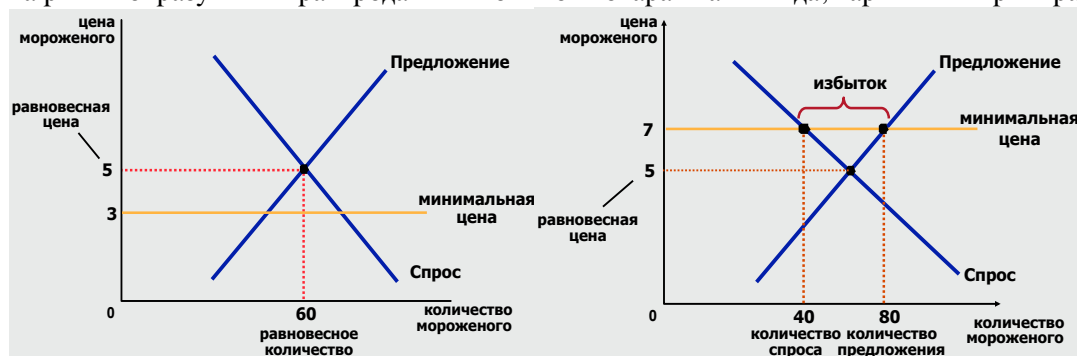 цена
мороженого
Предложение
равновесная
цена
5
3
минимальная
цена
Спрос
0
60
количество
мороженого
равновесное
количество
цена
мороженого
Предложение
избыток
минимальная
цена
7
5
равновесная
цена
Спрос
0
40
80
количество
спроса
количество
предложения
количество
мороженого